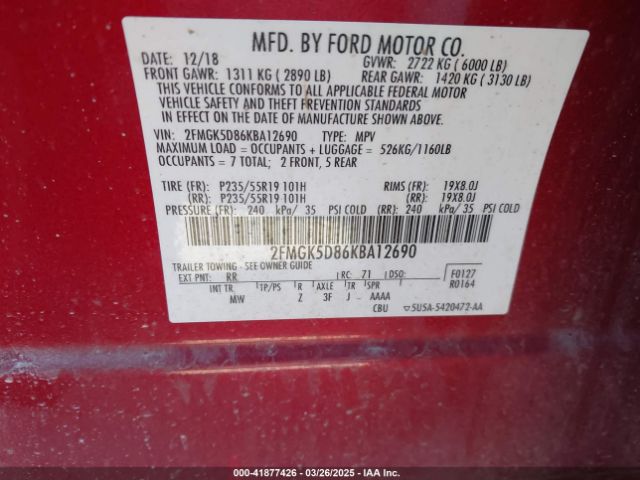 MFD. BY FORD MOTOR CO.
DATE: 12/18 GVWR: 2722 KG ( 6000 LB)
FRONT GAWR: 1311 KG ( 2890 LB) REAR GAWR: 1420 KG ( 3130 LB)
THIS VEHICLE CONFORMS TO ALL APPLICABLE FEDERAL MOTOR
VEHICLE SAFETY AND THEFT PREVENTION STANDARDS
IN EFFECT ON THE DATE OF MANUFACTURE SHOWN ABOVE.
VIN: 2FMGK5D86KBA12690 TYPE: MPV
MAXIMUM LOAD = OCCUPANTS + LUGGAGE = 526KG/1160LB
OCCUPANTS = 7 TOTAL; 2 FRONT, 5 REAR
TIRE (FR): P235/55R19 101H RIMS (FR): 19X8.0J
(RR): P235/55R19 101H (RR): 19X8.0J
PRESSURE (FR): 240 kPa/ 35 PSI COLD (RR): 240 kPa/ 35 PSI COLD
2FMGK5D86KBA12690
TRAILER TOWING - SEE OWNER GUIDE
EXT PNT: RR RC: 71 DSO: F0127
INT TR TP/PS R AXLE TR SPR R0164
MW Z 3F J AAAA
CBU 5U5A-5420472-AA
000-41877426 - 03/26/2025 - IAA Inc.